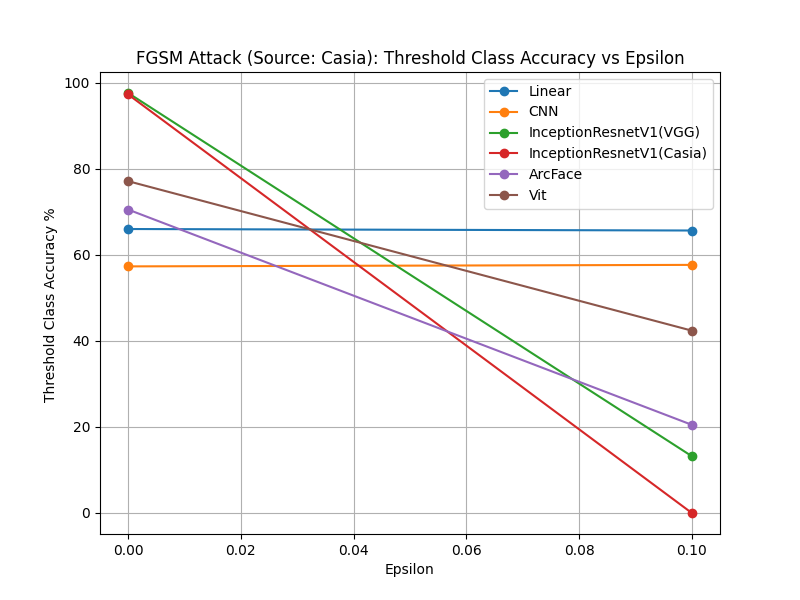 FGSM Attack (Source: Casia): Threshold Class Accuracy vs Epsilon
100
80
60
40
20
0
Threshold Class Accuracy %
Linear
CNN
InceptionResnetV1(VGG)
InceptionResnetV1(Casia)
ArcFace
Vit
0.00 0.02 0.04 0.06 0.08 0.10
Epsilon